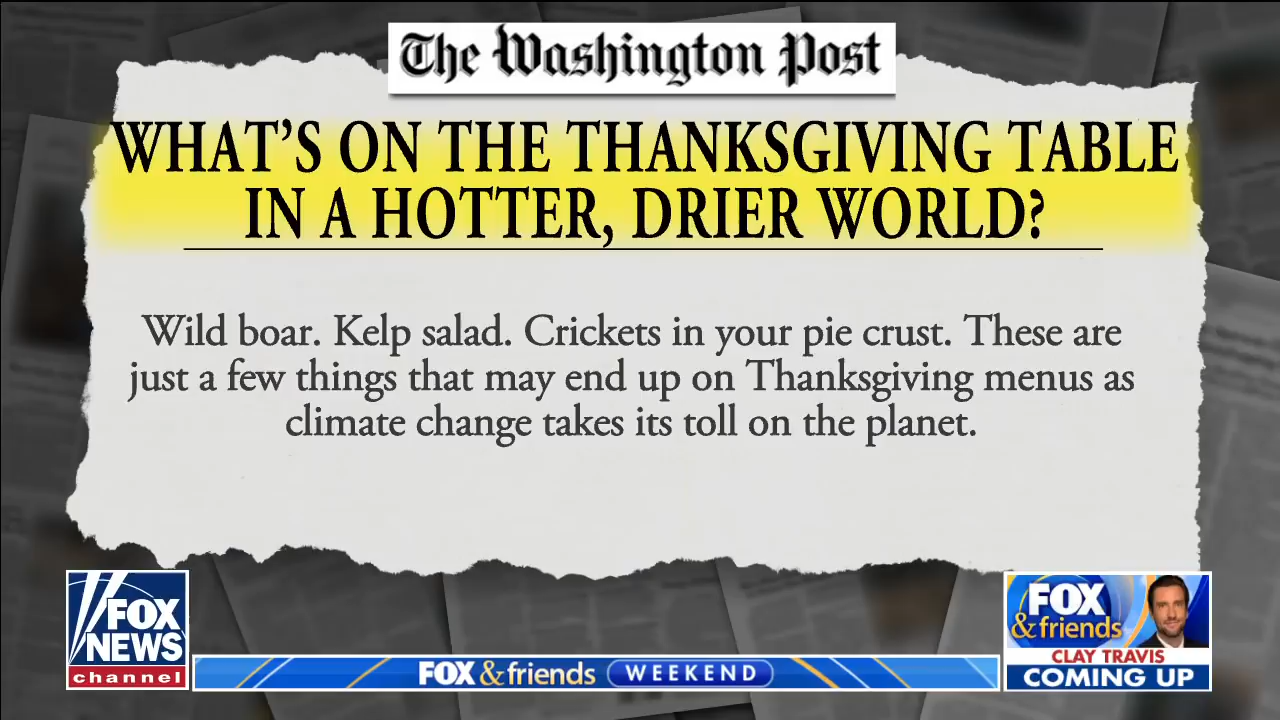 The Washington Post
WHAT'S ON THE THANKSGIVING TABLE
IN A HOTTER, DRIER WORLD?
Wild boar. Kelp salad. Crickets in your pie crust. These are
just a few things that may end up on Thanksgiving menus as
climate change takes its toll on the planet.
FOX
NEWS
channel
FOX & friends WEEKEND
FOX
& friends
CLAY TRAVIS
COMING UP